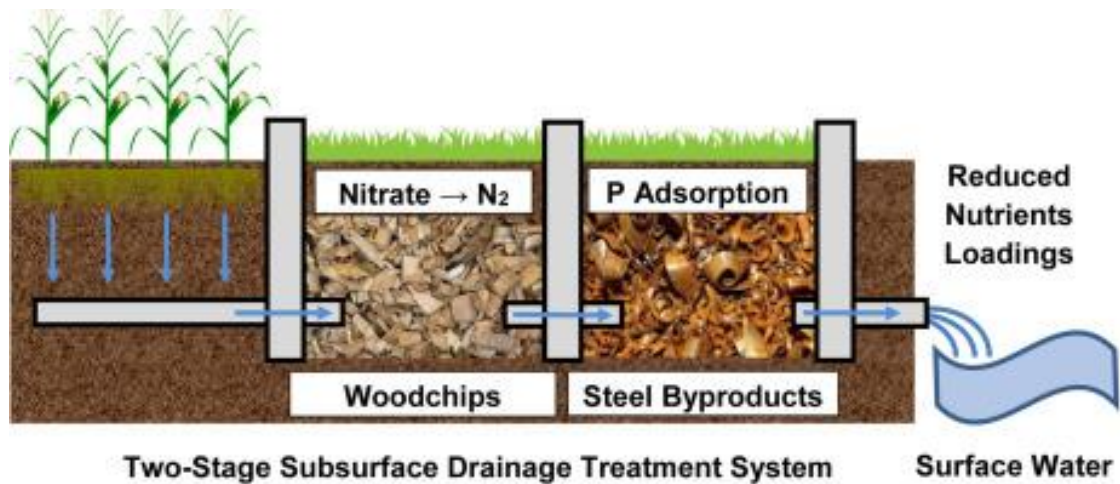 Nitrate → N₂
P Adsorption
Reduced
Nutrients
Loadings
Woodchips
Steel Byproducts
Two-Stage Subsurface Drainage Treatment System
Surface Water